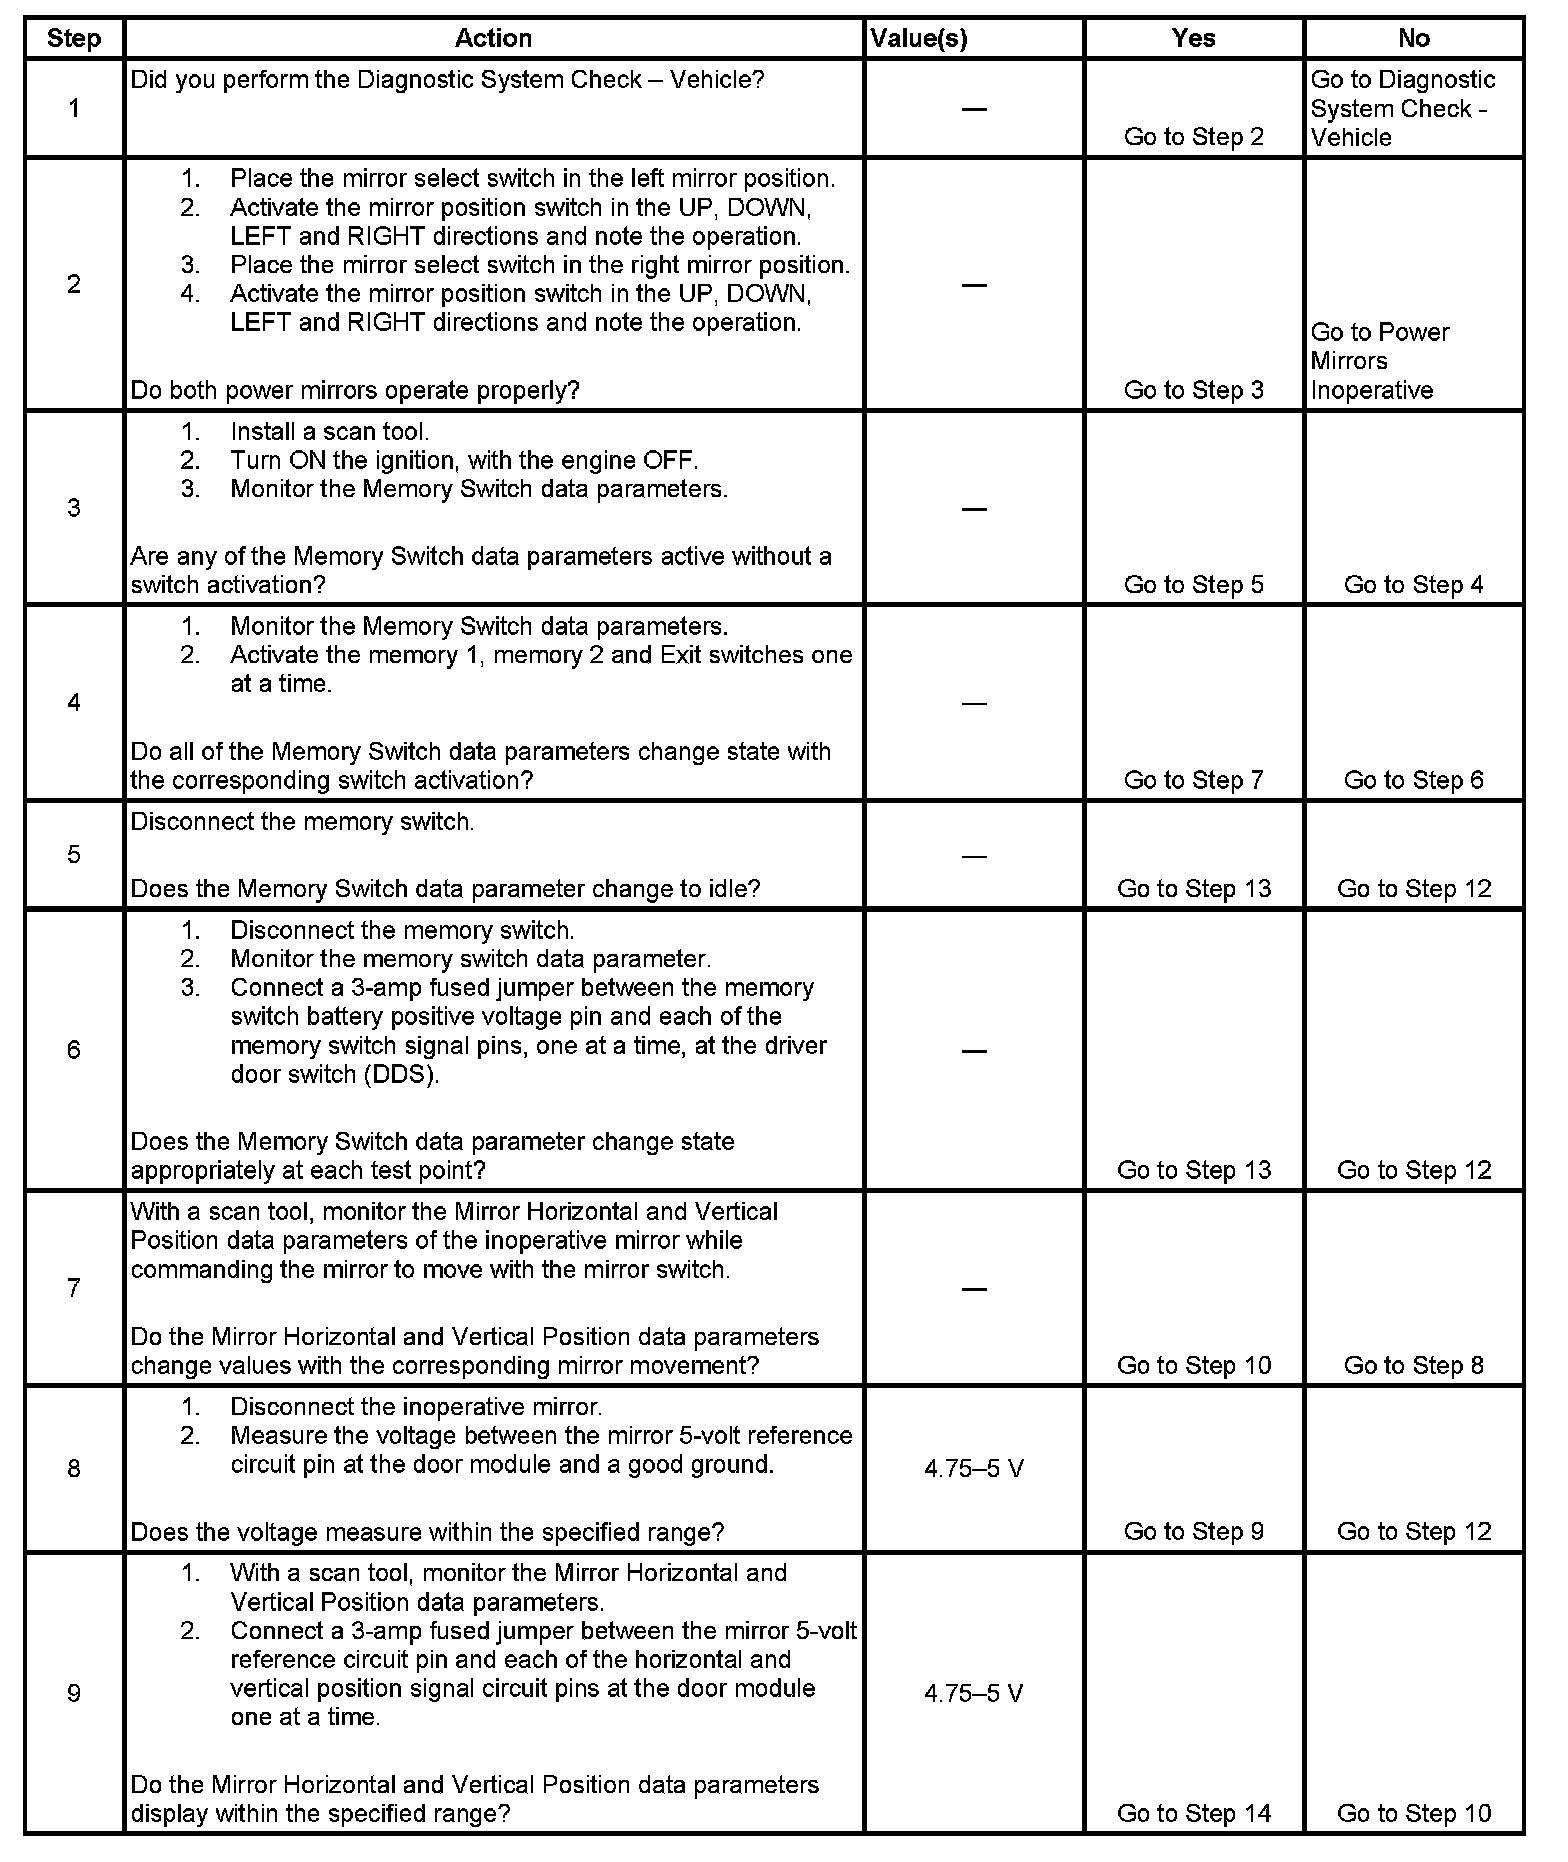 Step Action Value(s) Yes No
1
Did you perform the Diagnostic System Check – Vehicle?
—
Go to Step 2
Go to Diagnostic
System Check -
Vehicle
2
1. Place the mirror select switch in the left mirror position.
2. Activate the mirror position switch in the UP, DOWN,
LEFT and RIGHT directions and note the operation.
3. Place the mirror select switch in the right mirror position.
4. Activate the mirror position switch in the UP, DOWN,
LEFT and RIGHT directions and note the operation.
Do both power mirrors operate properly?
—
Go to Step 3
Go to Power
Mirrors
Inoperative
3
1. Install a scan tool.
2. Turn ON the ignition, with the engine OFF.
3. Monitor the Memory Switch data parameters.
Are any of the Memory Switch data parameters active without a
switch activation?
—
Go to Step 5
Go to Step 4
4
1. Monitor the Memory Switch data parameters.
2. Activate the memory 1, memory 2 and Exit switches one
at a time.
Do all of the Memory Switch data parameters change state with
the corresponding switch activation?
—
Go to Step 7
Go to Step 6
5
Disconnect the memory switch.
Does the Memory Switch data parameter change to idle?
—
Go to Step 13
Go to Step 12
6
1. Disconnect the memory switch.
2. Monitor the memory switch data parameter.
3. Connect a 3-amp fused jumper between the memory
switch battery positive voltage pin and each of the
memory switch signal pins, one at a time, at the driver
door switch (DDS).
Does the Memory Switch data parameter change state
appropriately at each test point?
—
Go to Step 13
Go to Step 12
7
With a scan tool, monitor the Mirror Horizontal and Vertical
Position data parameters of the inoperative mirror while
commanding the mirror to move with the mirror switch.
Do the Mirror Horizontal and Vertical Position data parameters
change values with the corresponding mirror movement?
—
Go to Step 10
Go to Step 8
8
1. Disconnect the inoperative mirror.
2. Measure the voltage between the mirror 5-volt reference
circuit pin at the door module and a good ground.
Does the voltage measure within the specified range?
4.75–5 V
Go to Step 9
Go to Step 12
9
1. With a scan tool, monitor the Mirror Horizontal and
Vertical Position data parameters.
2. Connect a 3-amp fused jumper between the mirror 5-volt
reference circuit pin and each of the horizontal and
vertical position signal circuit pins at the door module
one at a time.
Do the Mirror Horizontal and Vertical Position data parameters
display within the specified range?
4.75–5 V
Go to Step 14
Go to Step 10